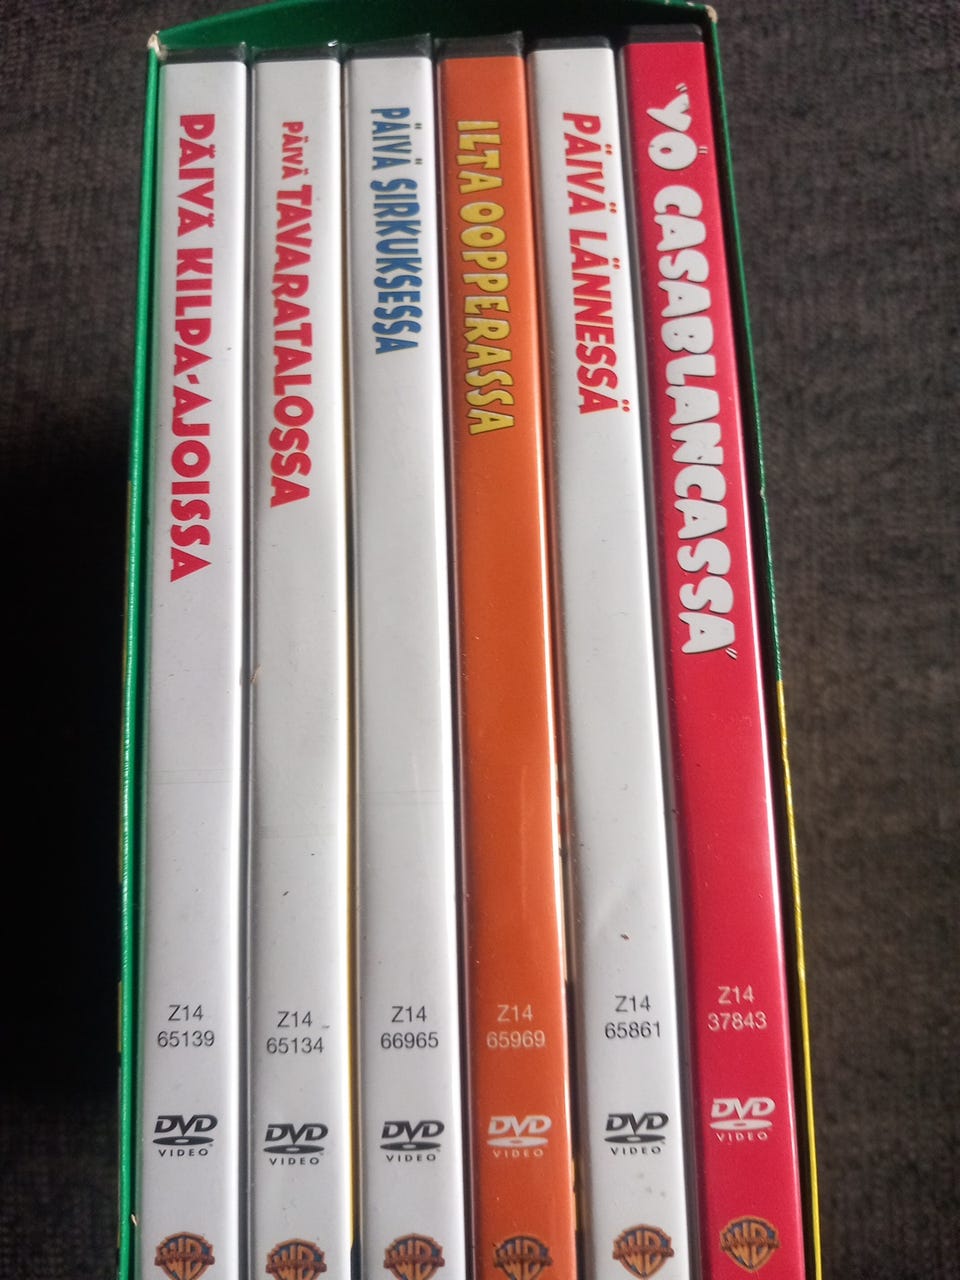 PÄIVÄ KILPA-AJOISSA
Z14
65139
DVD
VIDEO
PÄIVÄ TAVARATALOSSA
Z14
65134
DVD
VIDEO
PÄIVÄ SIRKUKSESSA
Z14
66965
DVD
VIDEO
ILTA OOPPERASSA
Z14
65969
DVD
VIDEO
PÄIVÄ LÄNNESSÄ
Z14
65861
DVD
VIDEO
"YÖ CASABLANCASSA"
Z14
37843
DVD
VIDEO